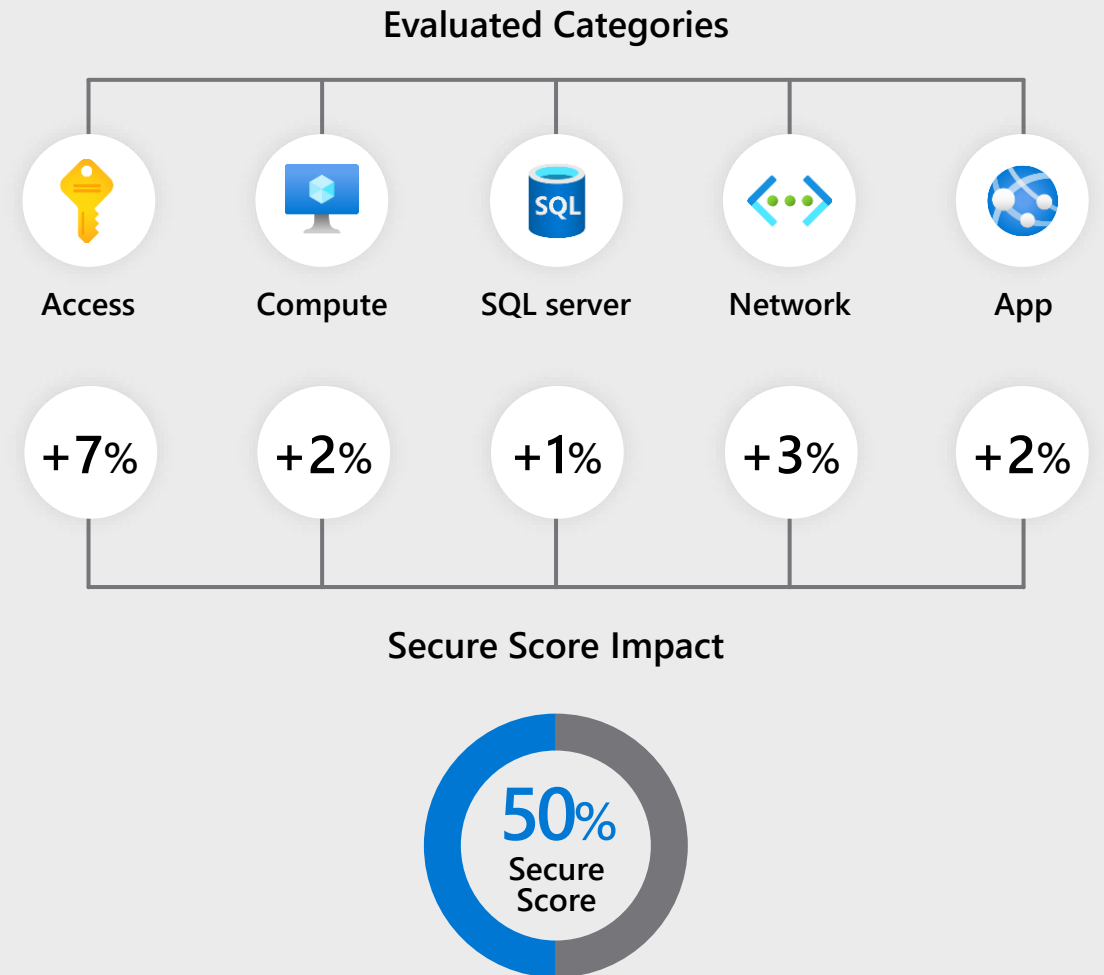 Evaluated Categories
SQL
Access
Compute
SQL server
Network
App
+7%
+2%
+1%
+3%
+2%
Secure Score Impact
50%
Secure
Score